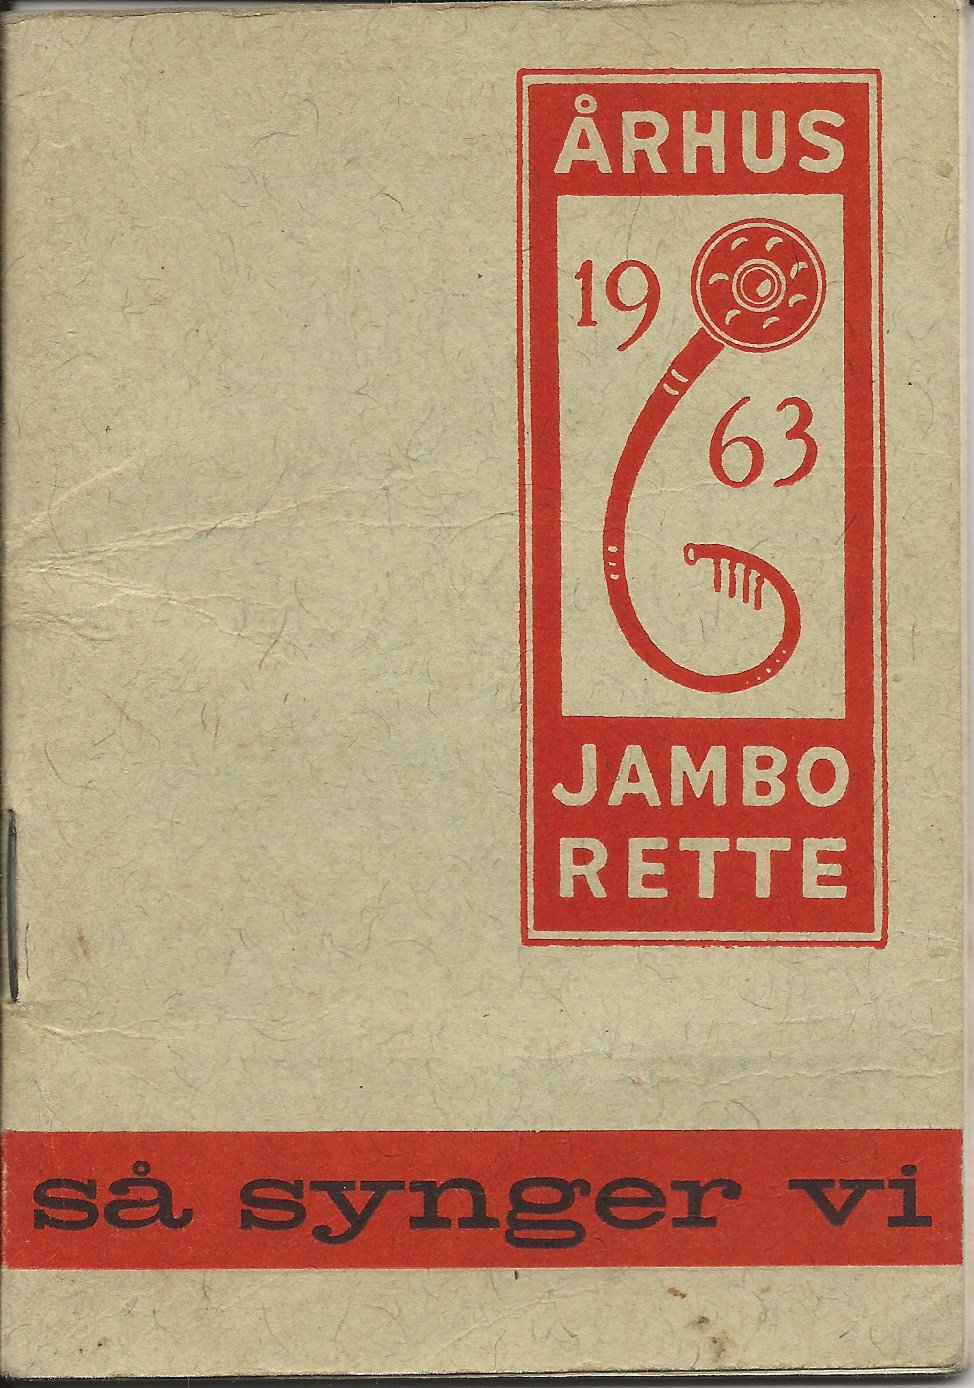 ÅRHUS
19
63
JAMBO
RETTE
så synger vi